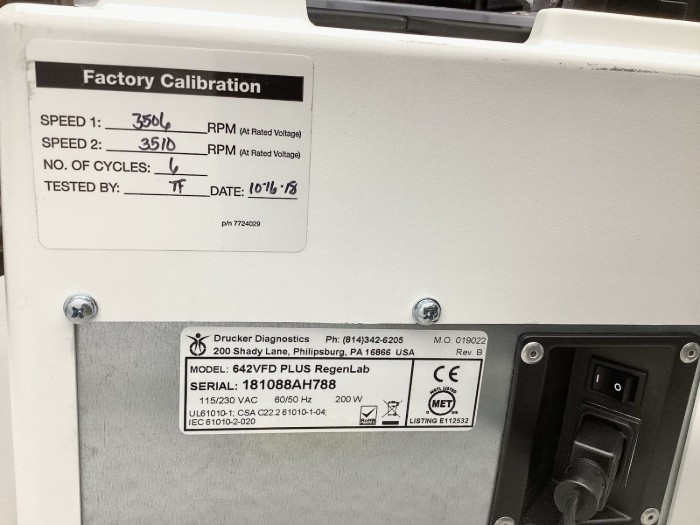 Factory Calibration
SPEED 1: 3506 RPM (At Rated Voltage)
SPEED 2: 3510 RPM (At Rated Voltage)
NO. OF CYCLES: 6
TESTED BY: TF DATE: 10-16-18
p/n 7724029
Drucker Diagnostics Ph: (814)342-6205 M.O. 019022
200 Shady Lane, Philipsburg, PA 16866 USA Rev. B
MODEL: 642VFD PLUS RegenLab
SERIAL: 181088AH788
115/230 VAC 60/50 Hz 200 W
UL61010-1; CSA C22.2 61010-1-04;
IEC 61010-2-020
CE
MET
C US
LISTING E112532